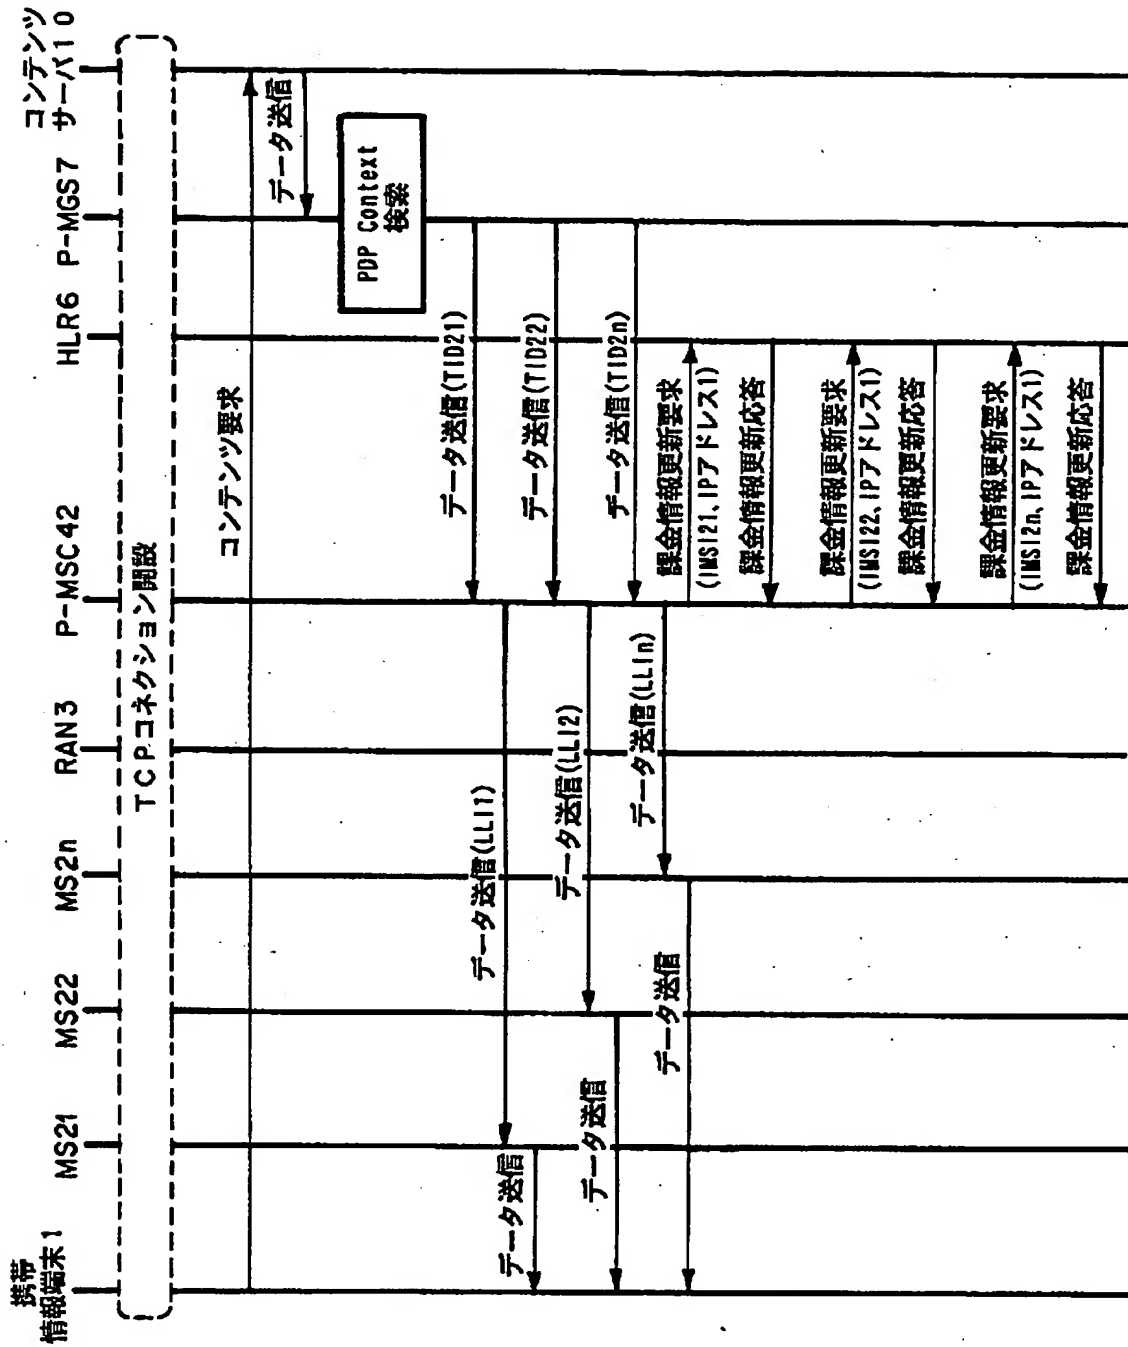 携帯
情報端末1
MS21
MS22
MS2n
RAN3
P-MSC42
HLR6
P-MGS7
コンテンツ
サーバ10
TCPコネクション開設
コンテンツ要求
データ送信
PDP Context
検索
データ送信(TID21)
データ送信(LLI1)
データ送信
データ送信(TID22)
データ送信(LLI2)
データ送信
データ送信(TID2n)
データ送信(LLIn)
データ送信
課金情報更新要求
(IMSI21,IPアドレス1)
課金情報更新応答
課金情報更新要求
(IMSI22,IPアドレス1)
課金情報更新応答
課金情報更新要求
(IMSI2n,IPアドレス1)
課金情報更新応答